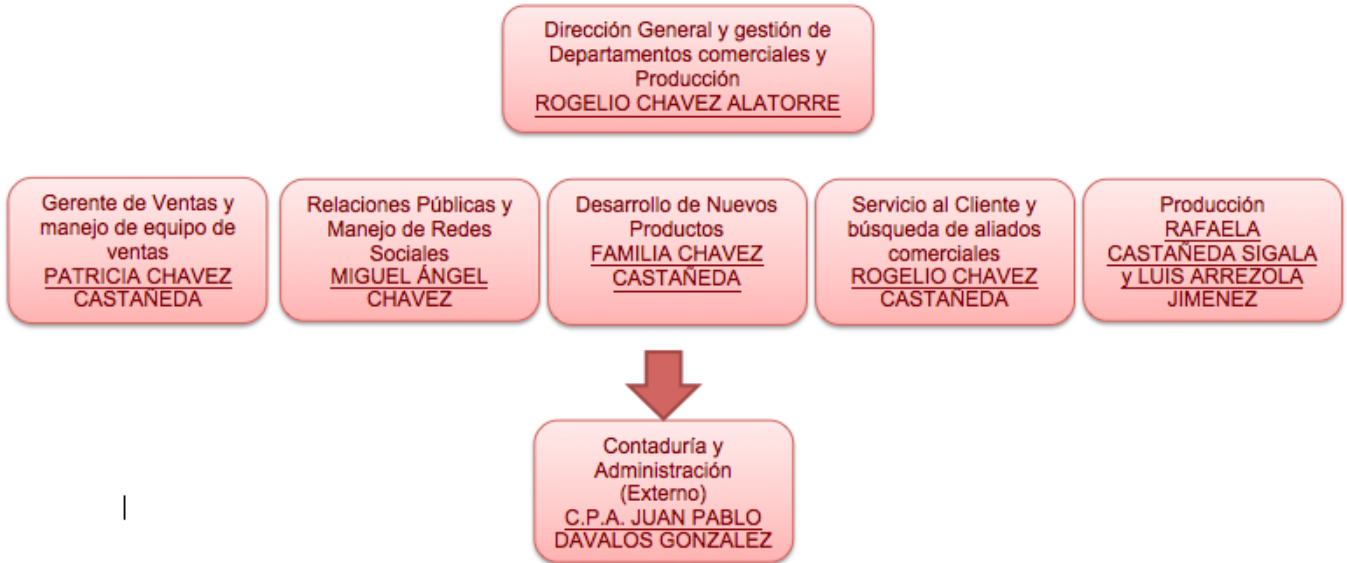 Dirección General y gestión de
Departamentos comerciales y
Producción
ROGELIO CHAVEZ ALATORRE
Gerente de Ventas y
manejo de equipo de
ventas
PATRICIA CHAVEZ
CASTAÑEDA
Relaciones Públicas y
Manejo de Redes
Sociales
MIGUEL ÁNGEL
CHAVEZ
Desarrollo de Nuevos
Productos
FAMILIA CHAVEZ
CASTAÑEDA
Servicio al Cliente y
búsqueda de aliados
comerciales
ROGELIO CHAVEZ
CASTAÑEDA
Producción
RAFAELA
CASTAÑEDA SIGALA
y LUIS ARREZOLA
JIMENEZ
Contaduría y
Administración
(Externo)
C.P.A. JUAN PABLO
DAVALOS GONZALEZ